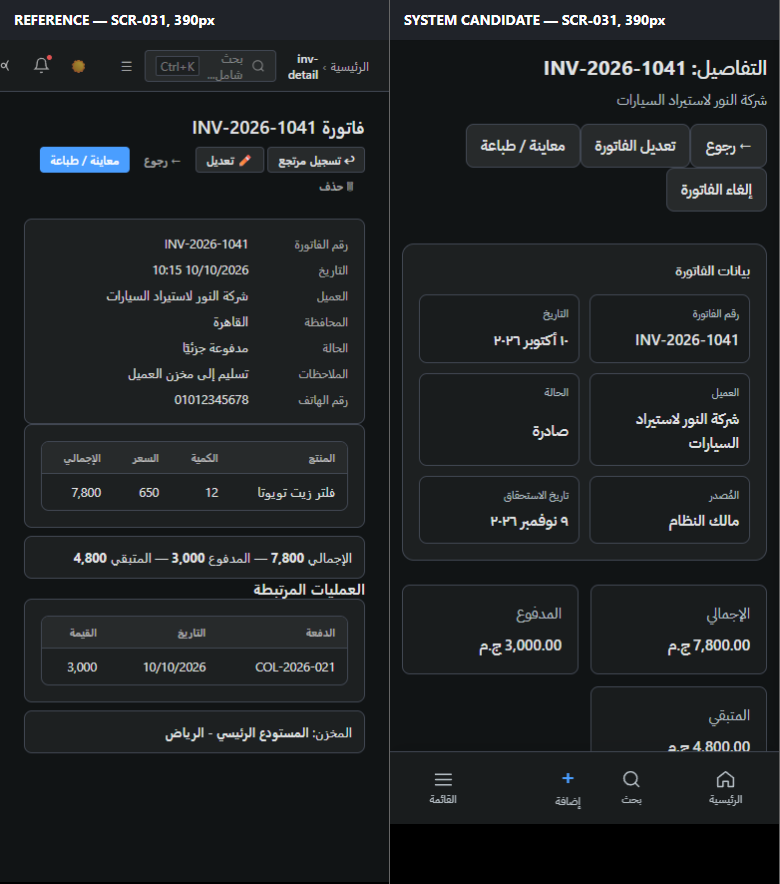 REFERENCE — SCR-031, 390px
الرئيسية › inv-detail
بحث شامل... Ctrl+K
فاتورة INV-2026-1041
↩ تسجيل مرتجع
تعديل
← رجوع
معاينة / طباعة
حذف
رقم الفاتورة INV-2026-1041
التاريخ 10/10/2026 10:15
العميل شركة النور لاستيراد السيارات
المحافظة القاهرة
الحالة مدفوعة جزئيًا
الملاحظات تسليم إلى مخزن العميل
رقم الهاتف 01012345678
المنتج الكمية السعر الإجمالي
فلتر زيت تويوتا 12 650 7,800
الإجمالي 7,800 — المدفوع 3,000 — المتبقي 4,800
العمليات المرتبطة
الدفعة التاريخ القيمة
COL-2026-021 10/10/2026 3,000
المخزن: المستودع الرئيسي - الرياض
SYSTEM CANDIDATE — SCR-031, 390px
التفاصيل: INV-2026-1041
شركة النور لاستيراد السيارات
← رجوع
تعديل الفاتورة
معاينة / طباعة
إلغاء الفاتورة
بيانات الفاتورة
رقم الفاتورة
INV-2026-1041
التاريخ
١٠ أكتوبر ٢٠٢٦
العميل
شركة النور لاستيراد
السيارات
الحالة
صادرة
المُصدر
مالك النظام
تاريخ الاستحقاق
٩ نوفمبر ٢٠٢٦
الإجمالي
7,800.00 ج.م
المدفوع
3,000.00 ج.م
المتبقي
4,800.00 ج.م
الرئيسية
بحث
إضافة
القائمة